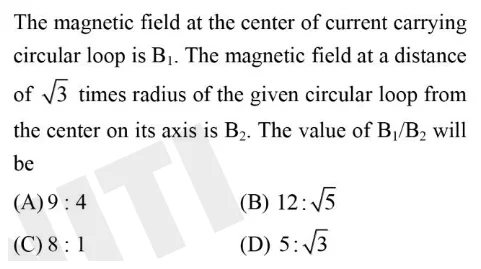 The magnetic field at the center of current carrying
circular loop is B₁. The magnetic field at a distance
of √3 times radius of the given circular loop from
the center on its axis is B₂. The value of B₁/B₂ will
be
(A) 9 : 4 (B) 12 : √5
(C) 8 : 1 (D) 5 : √3